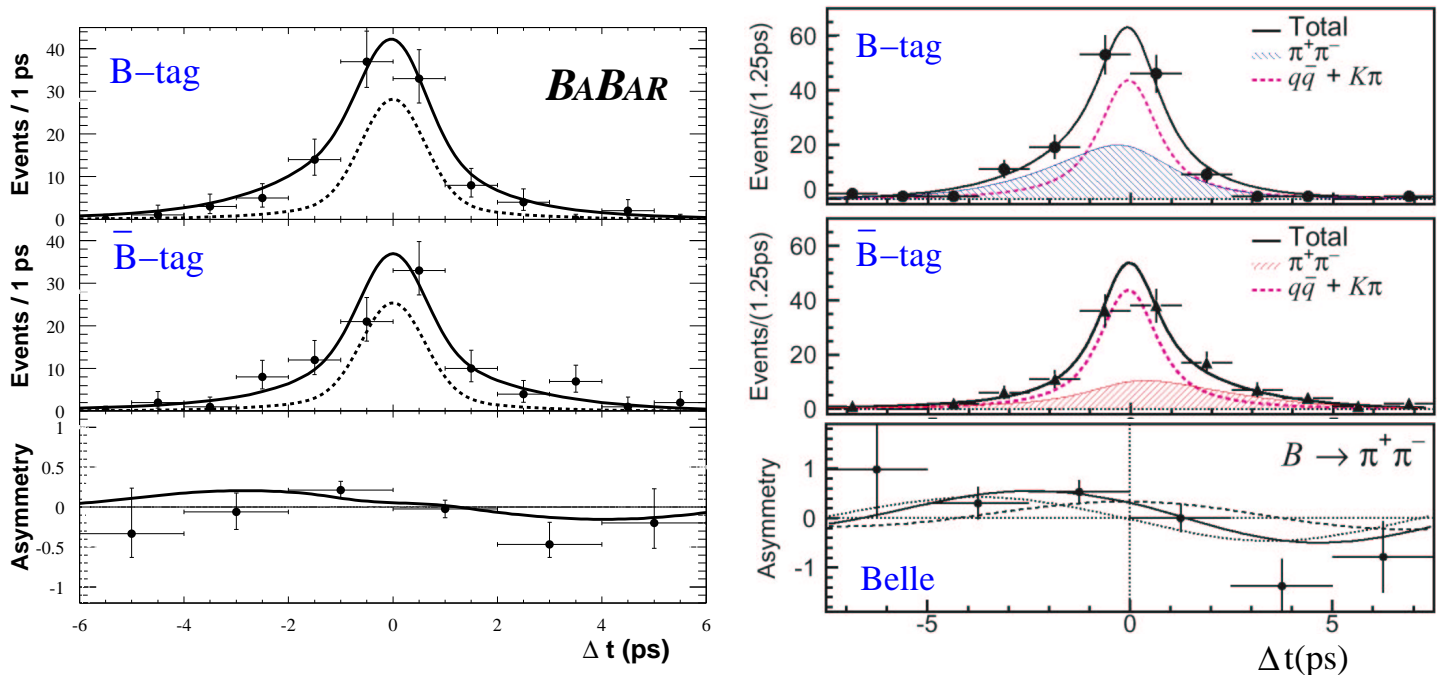 B–tag
BABAR
Events / 1 ps
40
30
20
10
0
B̄–tag
Events / 1 ps
40
30
20
10
0
Asymmetry
1
0.5
0
-0.5
-1
-6 -4 -2 0 2 4 6
Δ t (ps)
B–tag
Total
π⁺π⁻
qq̄ + Kπ
Events/(1.25ps)
60
40
20
0
B̄–tag
Total
π⁺π⁻
qq̄ + Kπ
Events/(1.25ps)
60
40
20
0
B → π⁺π⁻
Asymmetry
1
0
-1
Belle
-5 0 5
Δ t(ps)